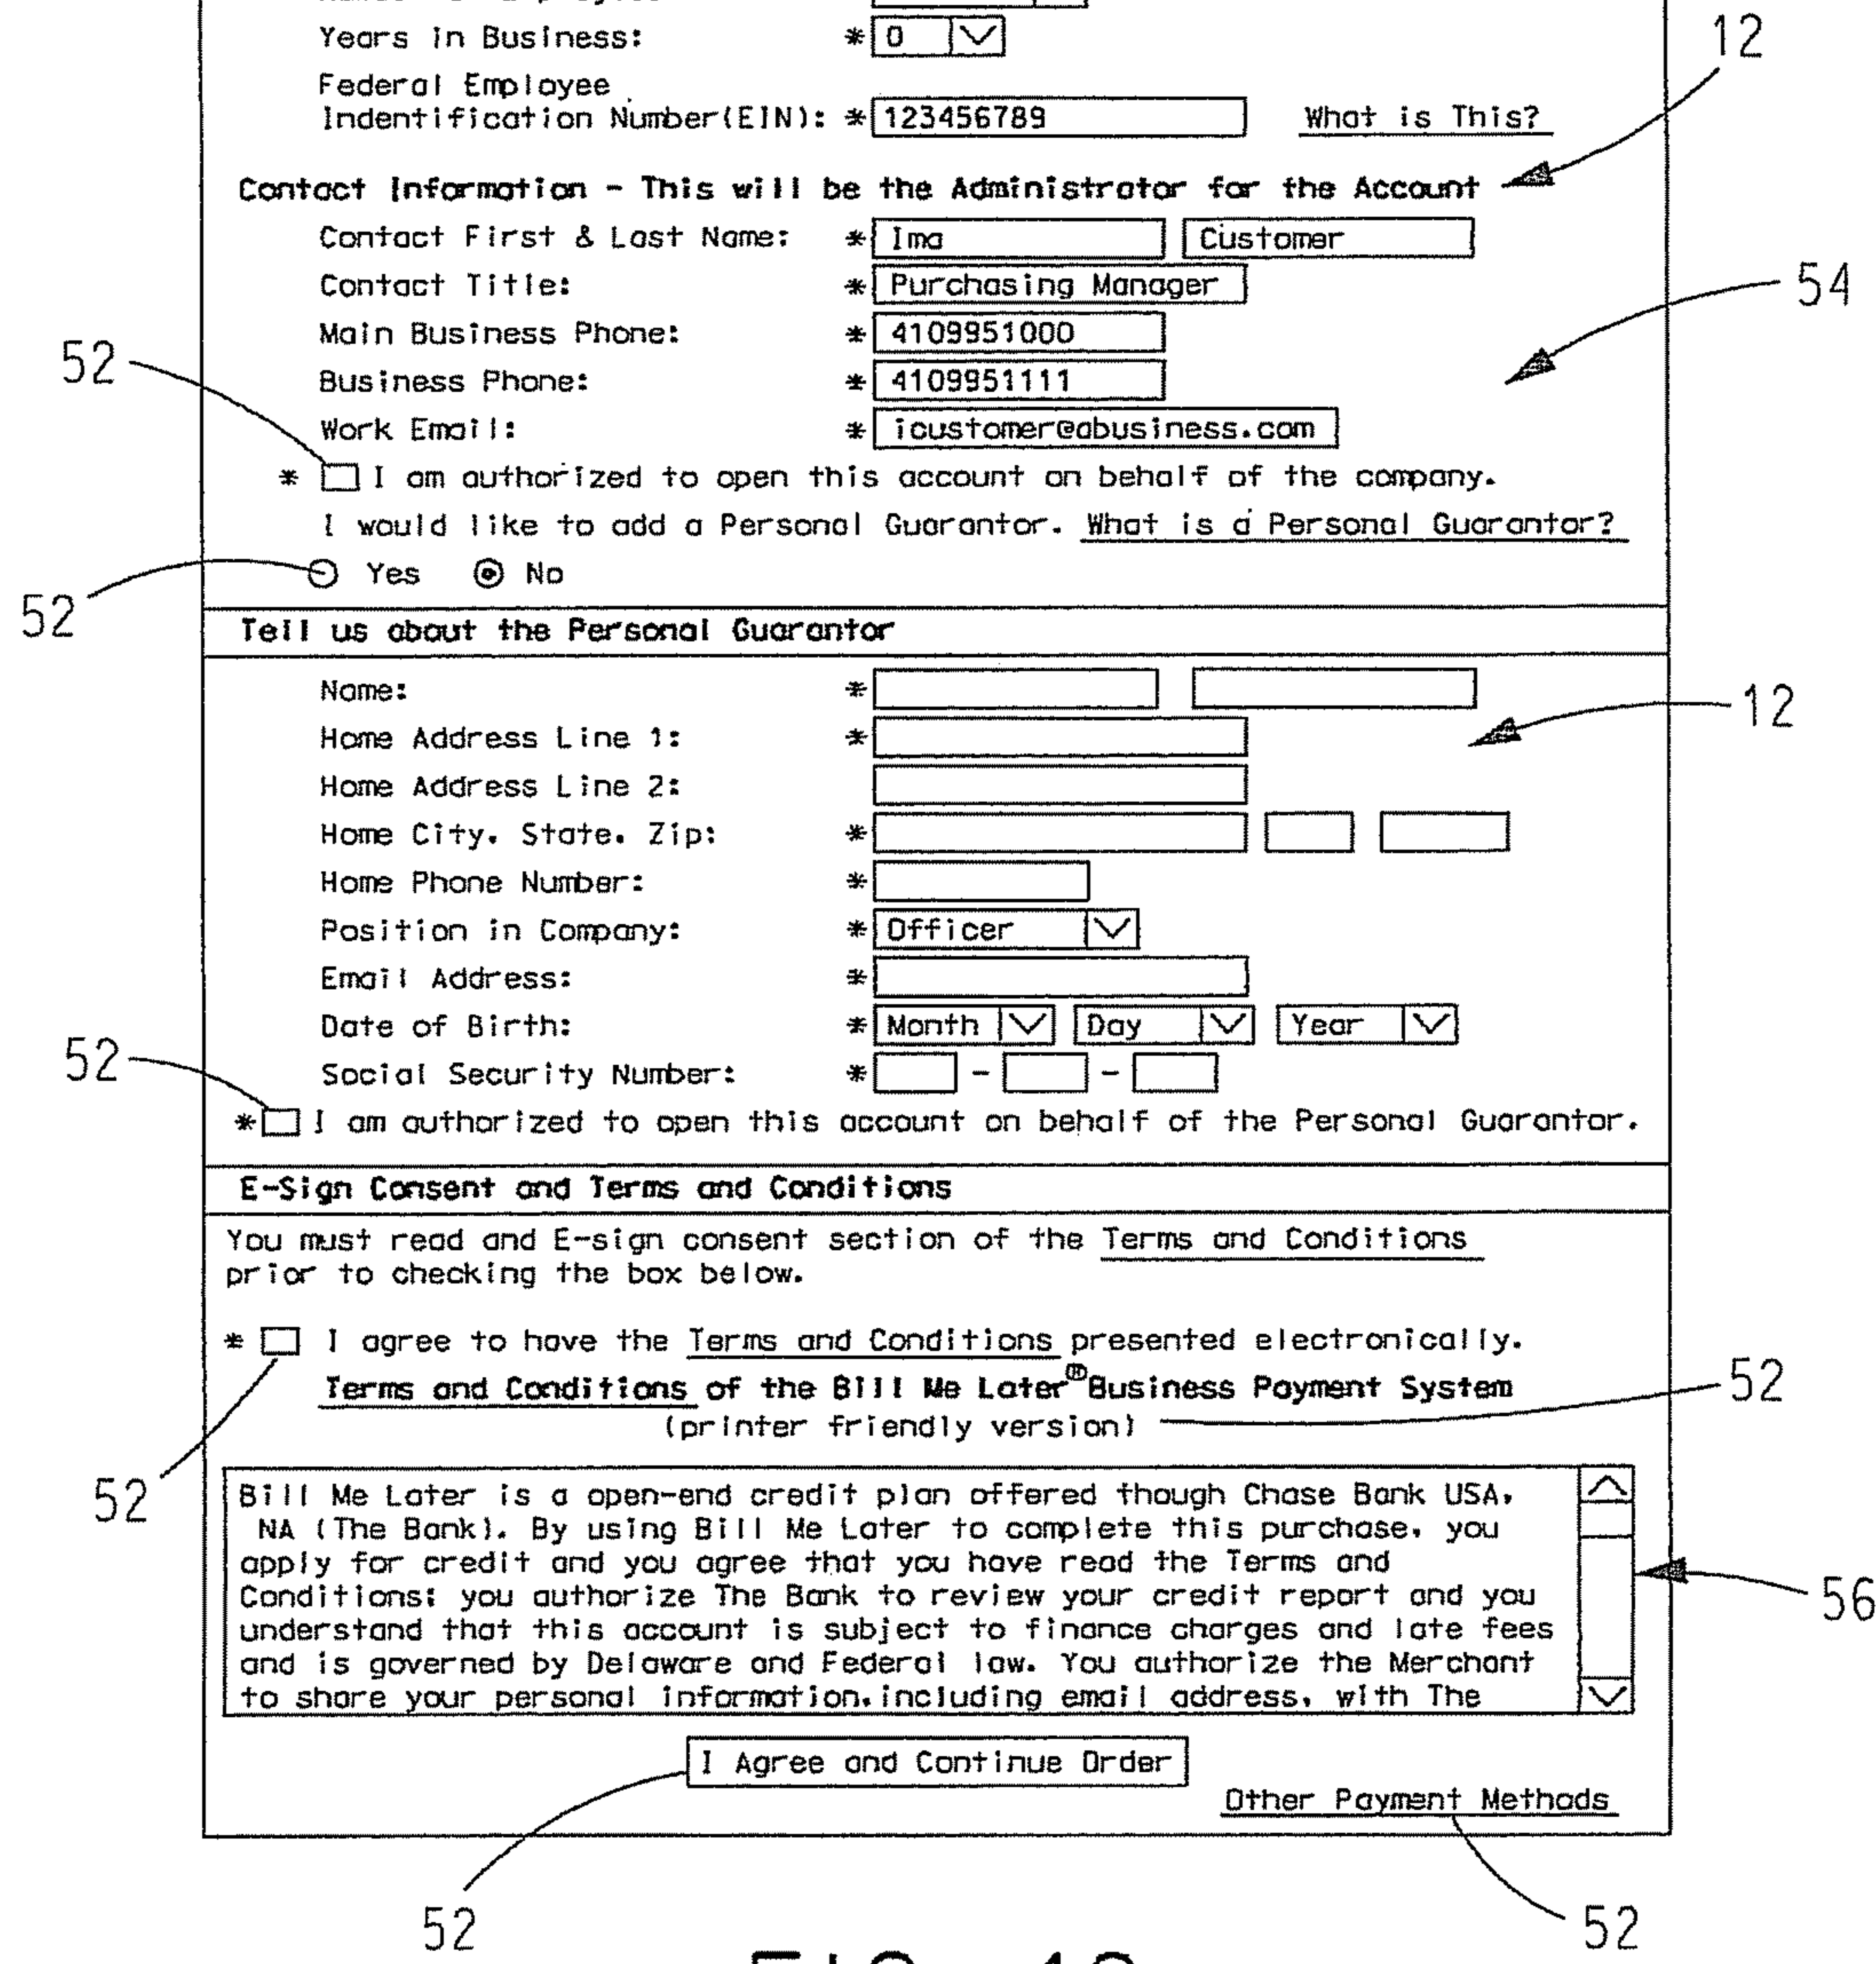 Years in Business: * 0
12
Federal Employee
Indentification Number(EIN): * 123456789 What is This?
Contact Information - This will be the Administrator for the Account
Contact First & Last Name: * Ima Customer
Contact Title: * Purchasing Manager
54
Main Business Phone: * 4109951000
52
Business Phone: * 4109951111
Work Email: * icustomer@abusiness.com
* I am authorized to open this account on behalf of the company.
I would like to add a Personal Guarantor. What is a Personal Guarantor?
Yes No
52
Tell us about the Personal Guarantor
Name: *
12
Home Address Line 1: *
Home Address Line 2:
Home City. State. Zip: *
Home Phone Number: *
Position in Company: * Officer
Email Address: *
Date of Birth: * Month Day Year
52
Social Security Number: * - -
* I am authorized to open this account on behalf of the Personal Guarantor.
E-Sign Consent and Terms and Conditions
You must read and E-sign consent section of the Terms and Conditions
prior to checking the box below.
* I agree to have the Terms and Conditions presented electronically.
Terms and Conditions of the Bill Me Later® Business Payment System
52
(printer friendly version)
52
Bill Me Later is a open-end credit plan offered though Chase Bank USA,
NA (The Bank). By using Bill Me Later to complete this purchase, you
apply for credit and you agree that you have read the Terms and
Conditions; you authorize The Bank to review your credit report and you
56
understand that this account is subject to finance charges and late fees
and is governed by Delaware and Federal law. You authorize the Merchant
to share your personal information, including email address, with The
I Agree and Continue Order
Other Payment Methods
52
52